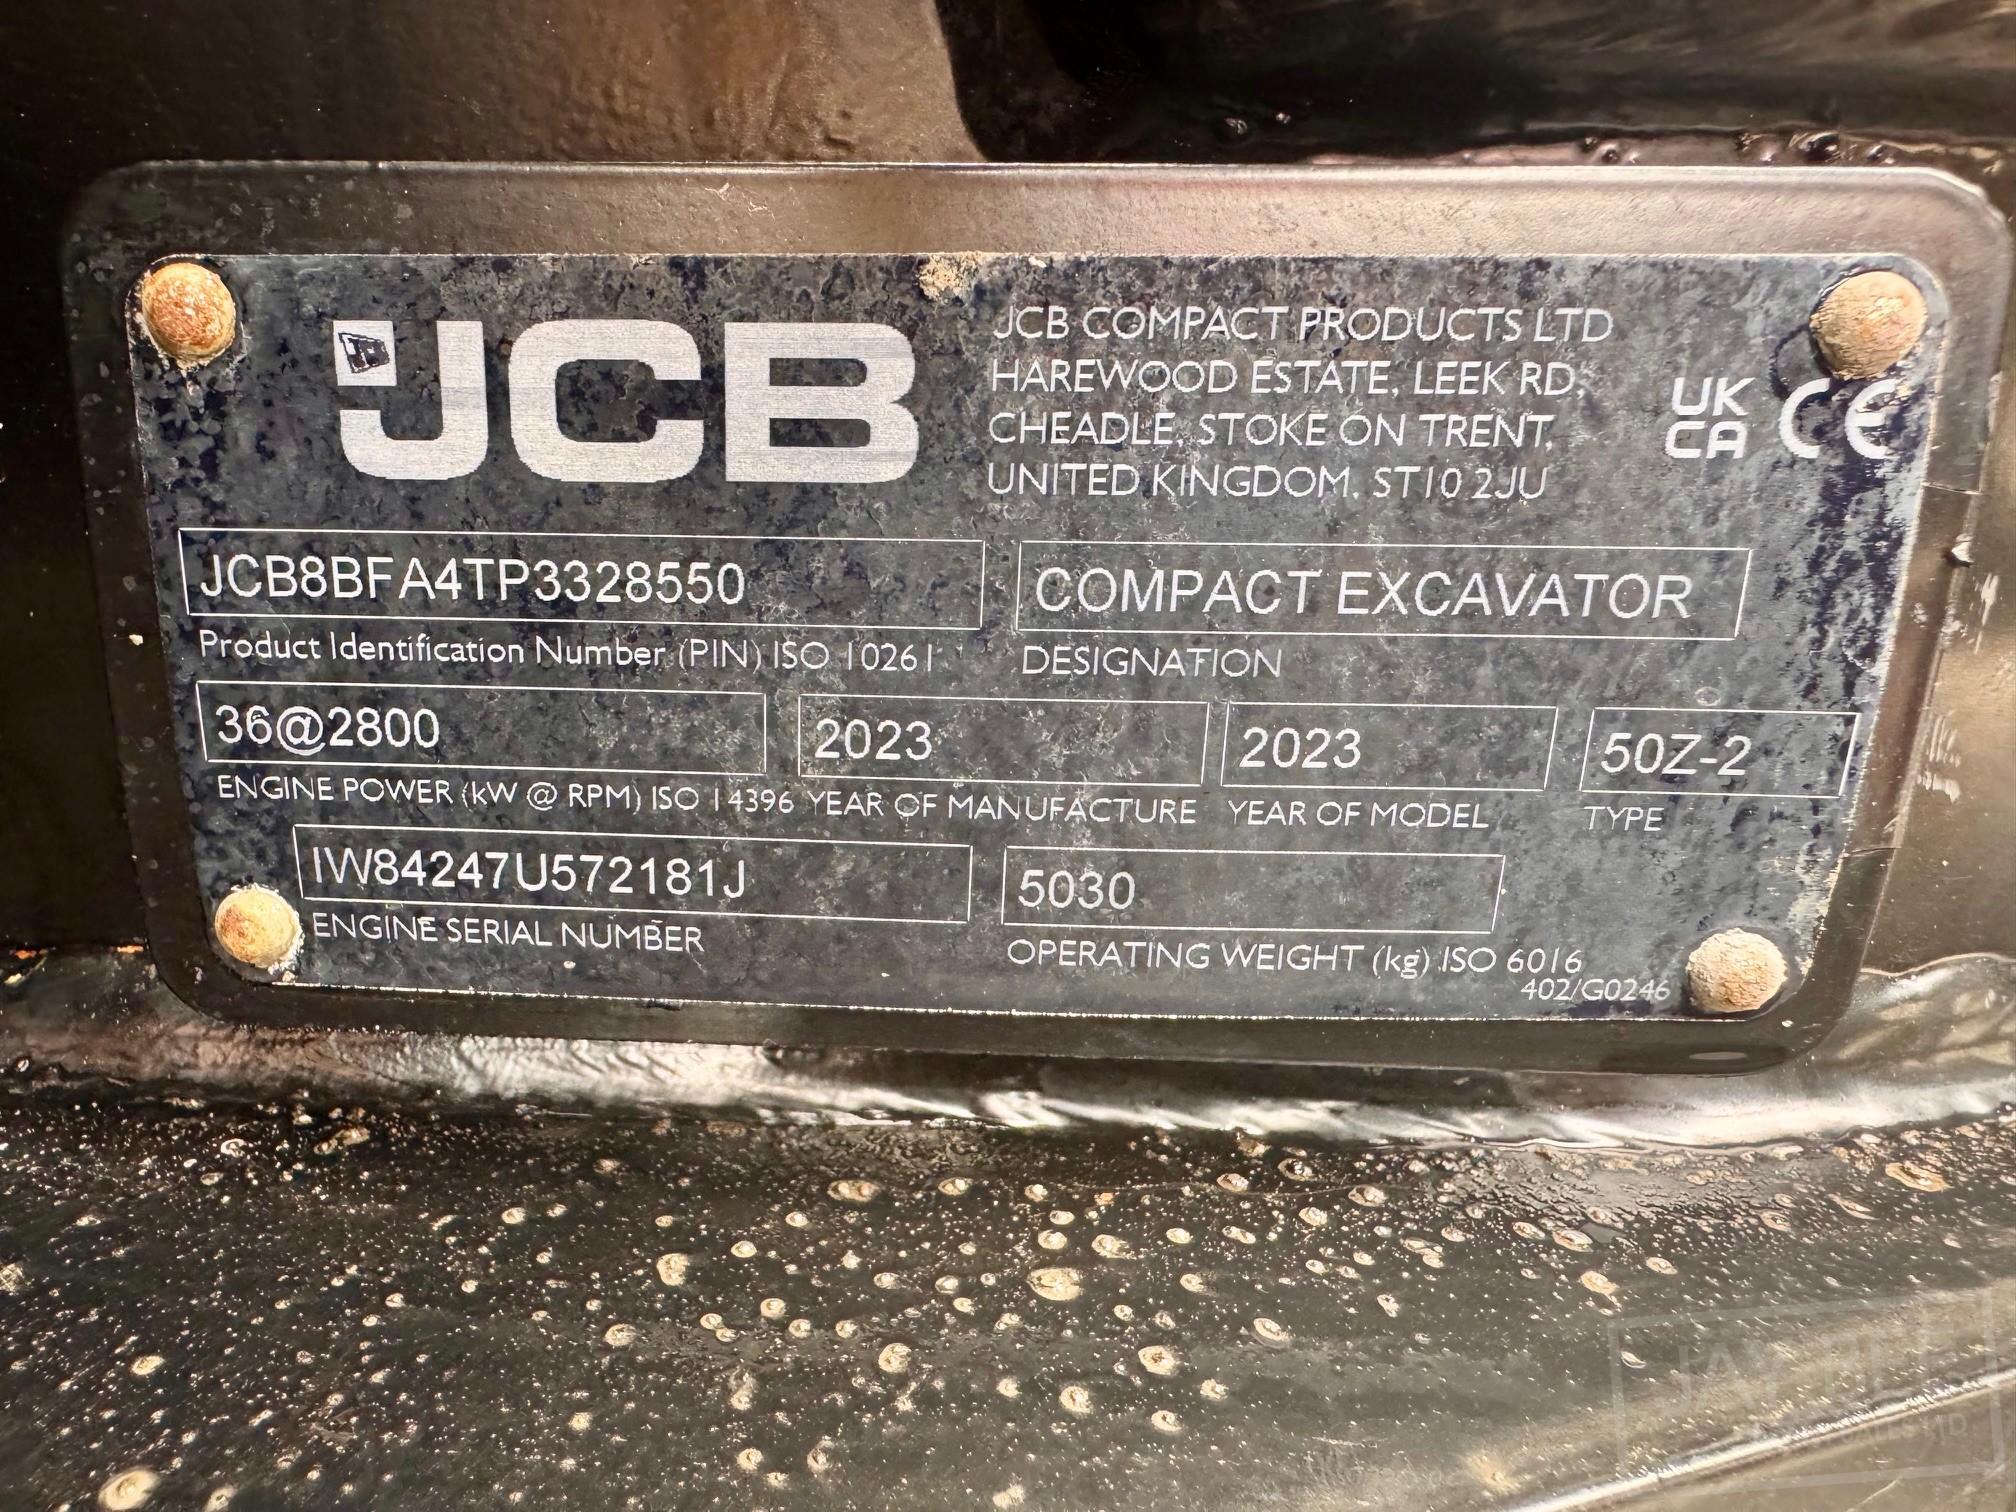 JCB
JCB COMPACT PRODUCTS LTD
HAREWOOD ESTATE, LEEK RD,
CHEADLE, STOKE ON TRENT,
UNITED KINGDOM, ST10 2JU
UK
CA
CE
JCB8BFA4TP3328550
Product Identification Number (PIN) ISO 10261
COMPACT EXCAVATOR
DESIGNATION
36@2800
ENGINE POWER (kW @ RPM) ISO 14396
2023
YEAR OF MANUFACTURE
2023
YEAR OF MODEL
50Z-2
TYPE
IW84247U572181J
ENGINE SERIAL NUMBER
5030
OPERATING WEIGHT (kg) ISO 6016
402/G0246
JAY BEE